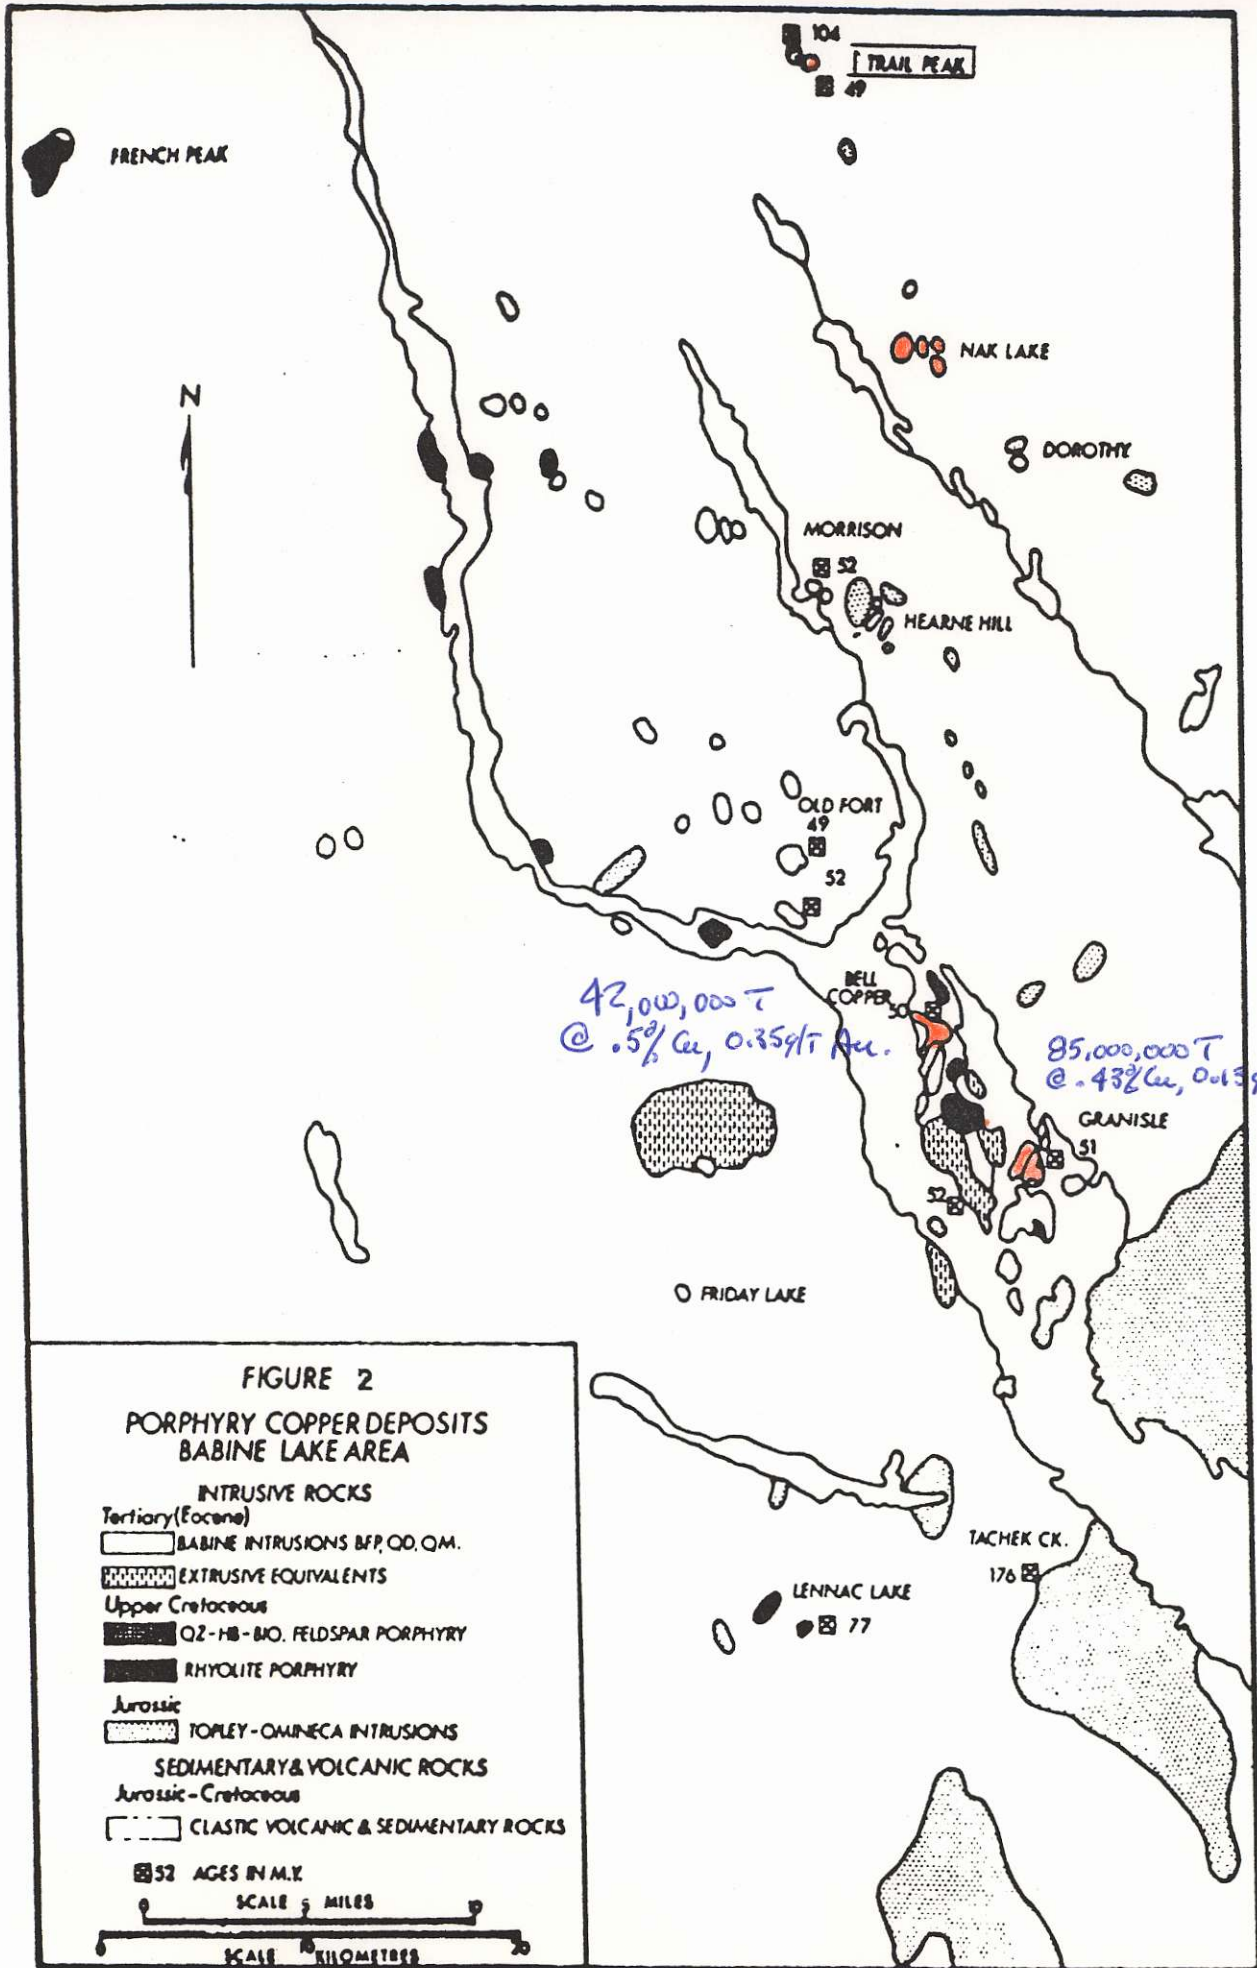 104
TRAIL PEAK
49
FRENCH PEAK
NAK LAKE
N
DOROTHY
MORRISON
52
HEARNE HILL
OLD FORT
49
52
BELL
COPPER
50
42,000,000 T
@ .5% Cu, 0.35g/T Au.
85,000,000 T
@ .43% Cu, 0.13g
GRANISLE
51
52
FRIDAY LAKE
TACHEK CK.
176
LENNAC LAKE
77
FIGURE 2
PORPHYRY COPPER DEPOSITS
BABINE LAKE AREA
INTRUSIVE ROCKS
Tertiary (Eocene)
BABINE INTRUSIONS BFP, QD, QM.
EXTRUSIVE EQUIVALENTS
Upper Cretaceous
QZ-HB-BIO. FELDSPAR PORPHYRY
RHYOLITE PORPHYRY
Jurassic
TOPLEY-OMINECA INTRUSIONS
SEDIMENTARY & VOLCANIC ROCKS
Jurassic-Cretaceous
CLASTIC VOLCANIC & SEDIMENTARY ROCKS
52 AGES IN M.Y.
0 SCALE 5 MILES 10
0 10 20
SCALE KILOMETRES